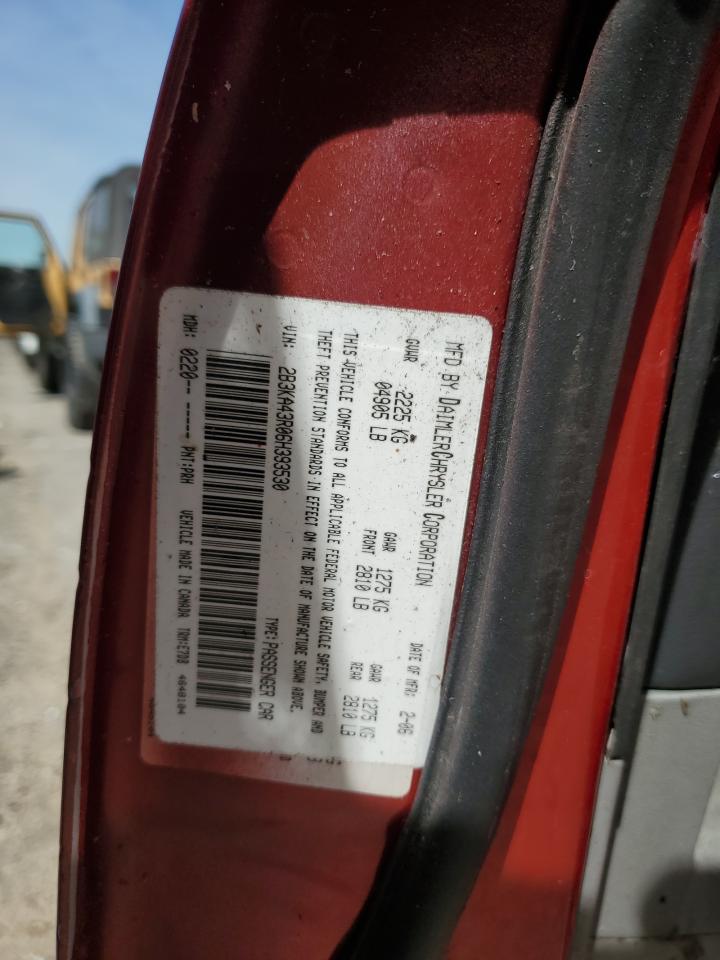 MFD BY DAIMLERCHRYSLER CORPORATION
DATE OF MFR: 2-06
GVWR 2225 KG
04905 LB
GAWR FRONT 1275 KG
2810 LB
GAWR REAR 1275 KG
2810 LB
THIS VEHICLE CONFORMS TO ALL APPLICABLE FEDERAL MOTOR VEHICLE SAFETY, BUMPER AND
THEFT PREVENTION STANDARDS IN EFFECT ON THE DATE OF MANUFACTURE SHOWN ABOVE.
VIN: 2B3KA43R06H393530
TYPE: PASSENGER CAR
MDH: 0220-- ----- PNT: PRH VEHICLE MADE IN CANADA TRM: E7D8 4648104